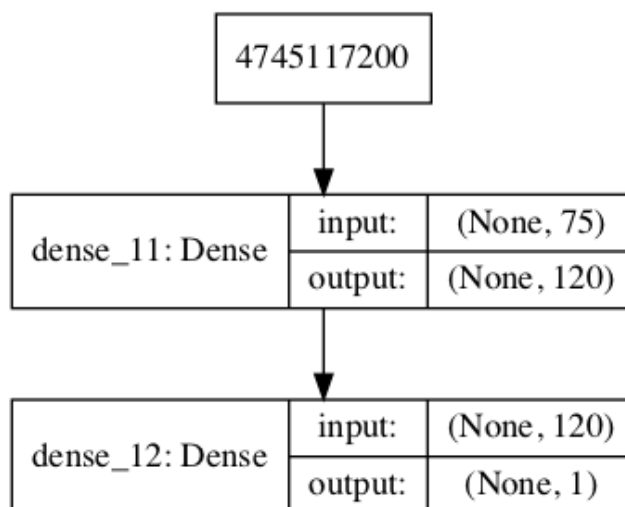 4745117200
dense_11: Dense
input:
(None, 75)
output:
(None, 120)
dense_12: Dense
input:
(None, 120)
output:
(None, 1)